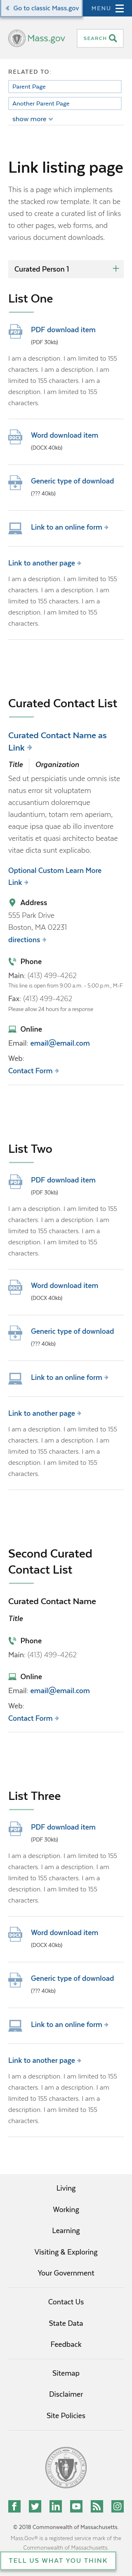 Go to classic Mass.gov
MENU
Mass.gov
SEARCH
RELATED TO:
Parent Page
Another Parent Page
show more
Link listing page
This is a page which implements
the stacked row template. It can be
used to create a curated list of links
to other pages, web forms, and
various document downloads.
Curated Person 1
List One
PDF download item
(PDF 30kb)
I am a description. I am limited to 155
characters. I am a description. I am
limited to 155 characters. I am a
description. I am limited to 155
characters.
Word download item
(DOCX 40kb)
Generic type of download
(??? 40kb)
Link to an online form
Link to another page
I am a description. I am limited to 155
characters. I am a description. I am
limited to 155 characters. I am a
description. I am limited to 155
characters.
Curated Contact List
Curated Contact Name as
Link
Title Organization
Sed ut perspiciatis unde omnis iste
natus error sit voluptatem
accusantium doloremque
laudantium, totam rem aperiam,
eaque ipsa quae ab illo inventore
veritatis et quasi architecto beatae
vitae dicta sunt explicabo.
Optional Custom Learn More
Link
Address
555 Park Drive
Boston, MA 02231
directions
Phone
Main: (413) 499-4262
This line is open from 9:00 a.m. - 5:00 p.m., M-F
Fax: (413) 499-4262
Please allow 24 hours for a response
Online
Email: email@email.com
Web:
Contact Form
List Two
PDF download item
(PDF 30kb)
I am a description. I am limited to 155
characters. I am a description. I am
limited to 155 characters. I am a
description. I am limited to 155
characters.
Word download item
(DOCX 40kb)
Generic type of download
(??? 40kb)
Link to an online form
Link to another page
I am a description. I am limited to 155
characters. I am a description. I am
limited to 155 characters. I am a
description. I am limited to 155
characters.
Second Curated
Contact List
Curated Contact Name
Title
Phone
Main: (413) 499-4262
Online
Email: email@email.com
Web:
Contact Form
List Three
PDF download item
(PDF 30kb)
I am a description. I am limited to 155
characters. I am a description. I am
limited to 155 characters. I am a
description. I am limited to 155
characters.
Word download item
(DOCX 40kb)
Generic type of download
(??? 40kb)
Link to an online form
Link to another page
I am a description. I am limited to 155
characters. I am a description. I am
limited to 155 characters. I am a
description. I am limited to 155
characters.
Living
Working
Learning
Visiting & Exploring
Your Government
Contact Us
State Data
Feedback
Sitemap
Disclaimer
Site Policies
© 2018 Commonwealth of Massachusetts.
Mass.Gov® is a registered service mark of the
Commonwealth of Massachusetts.
TELL US WHAT YOU THINK